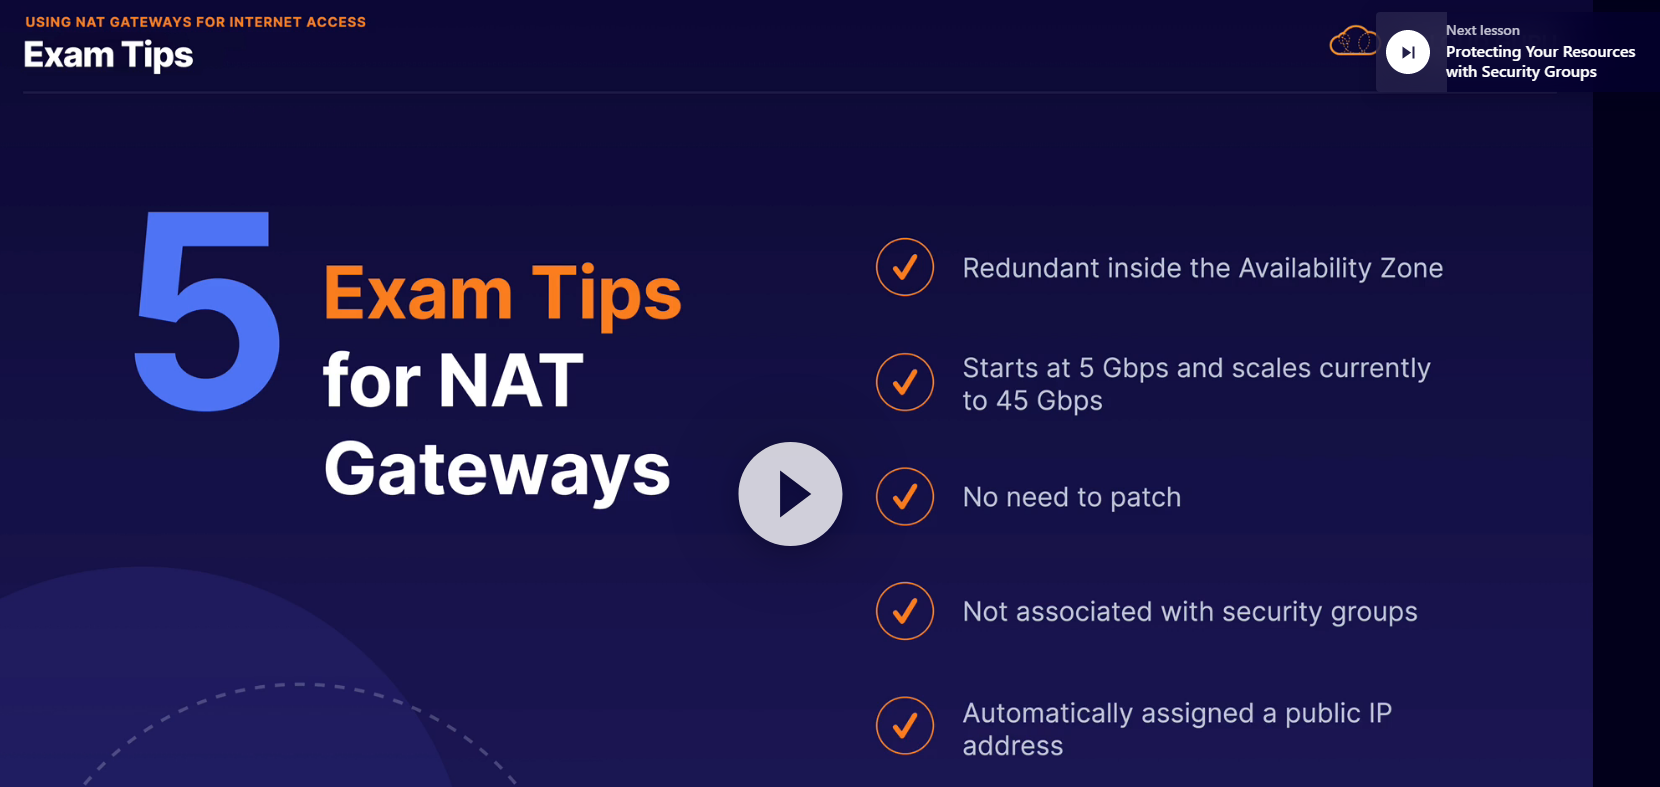 USING NAT GATEWAYS FOR INTERNET ACCESS
Exam Tips
Next lesson
Protecting Your Resources
with Security Groups
5
Exam Tips
for NAT
Gateways
Redundant inside the Availability Zone
Starts at 5 Gbps and scales currently
to 45 Gbps
No need to patch
Not associated with security groups
Automatically assigned a public IP
address